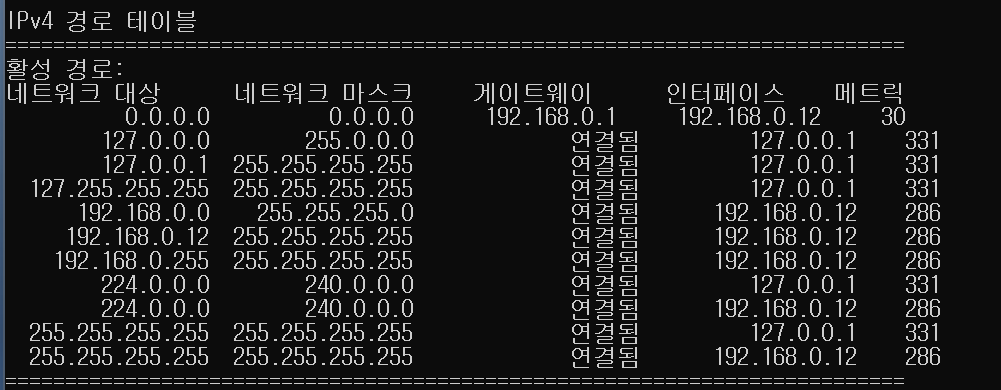 IPv4 경로 테이블
===========================================================================
활성 경로:
네트워크 대상 네트워크 마스크 게이트웨이 인터페이스 메트릭
0.0.0.0 0.0.0.0 192.168.0.1 192.168.0.12 30
127.0.0.0 255.0.0.0 연결됨 127.0.0.1 331
127.0.0.1 255.255.255.255 연결됨 127.0.0.1 331
127.255.255.255 255.255.255.255 연결됨 127.0.0.1 331
192.168.0.0 255.255.255.0 연결됨 192.168.0.12 286
192.168.0.12 255.255.255.255 연결됨 192.168.0.12 286
192.168.0.255 255.255.255.255 연결됨 192.168.0.12 286
224.0.0.0 240.0.0.0 연결됨 127.0.0.1 331
224.0.0.0 240.0.0.0 연결됨 192.168.0.12 286
255.255.255.255 255.255.255.255 연결됨 127.0.0.1 331
255.255.255.255 255.255.255.255 연결됨 192.168.0.12 286
===========================================================================